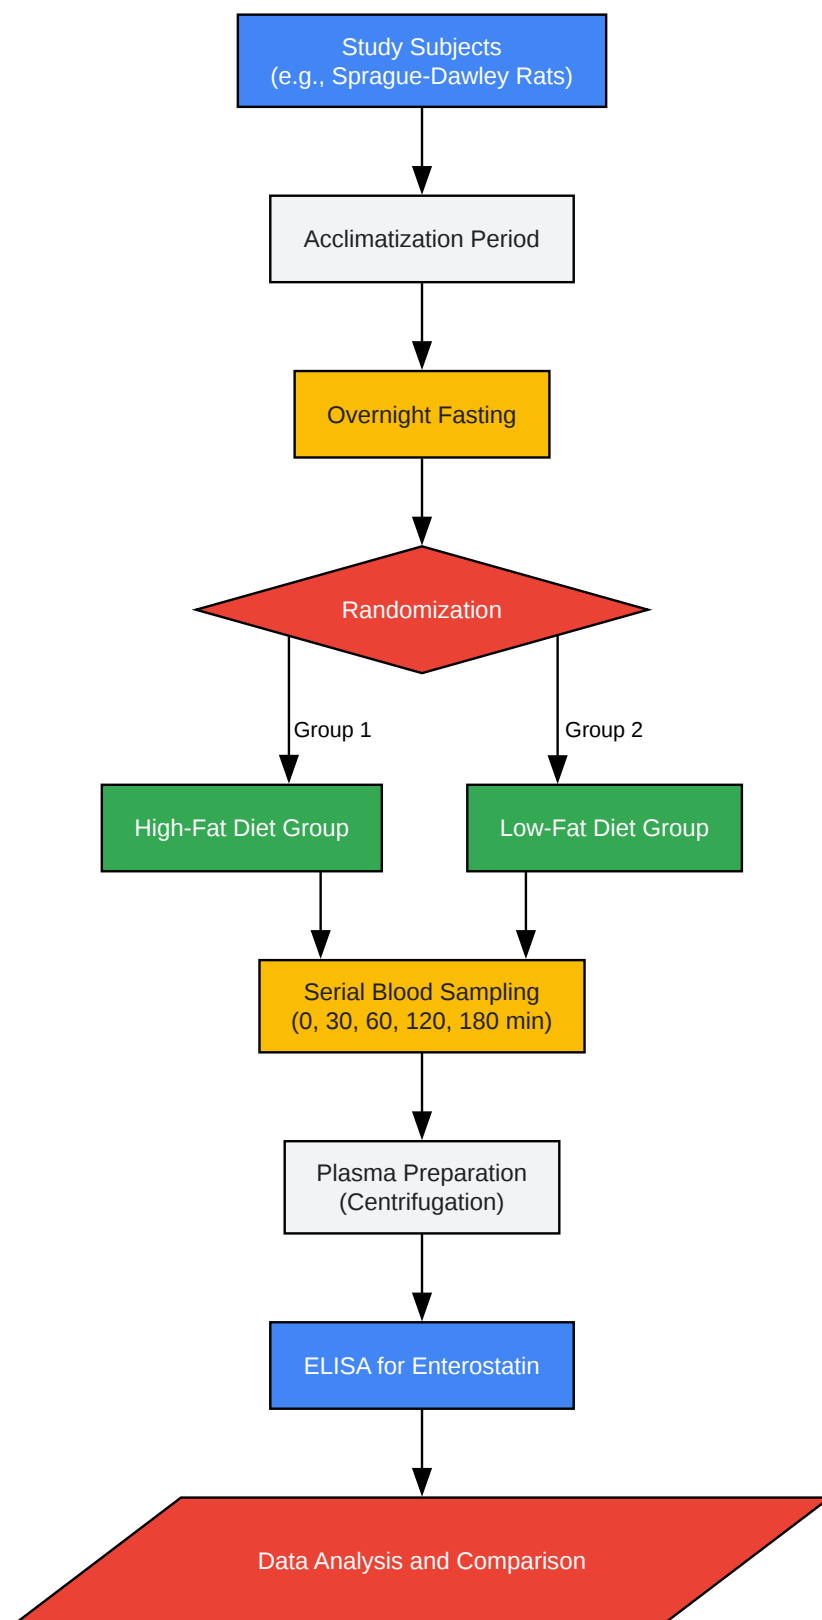 Study Subjects
(e.g., Sprague-Dawley Rats)
Acclimatization Period
Overnight Fasting
Randomization
Group 1
Group 2
High-Fat Diet Group
Low-Fat Diet Group
Serial Blood Sampling
(0, 30, 60, 120, 180 min)
Plasma Preparation
(Centrifugation)
ELISA for Enterostatin
Data Analysis and Comparison